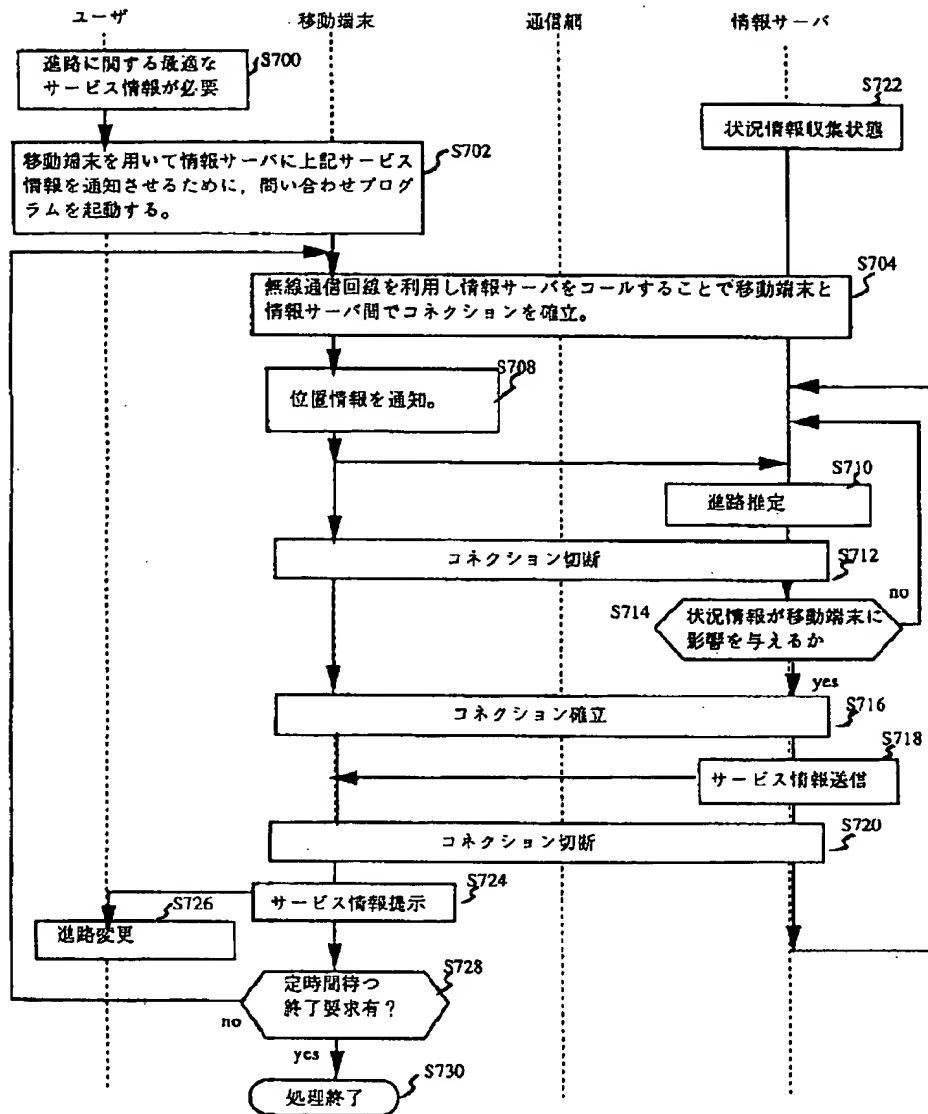 ユーザ
移動端末
通信網
情報サーバ
S700
進路に関する最適な
サービス情報が必要
S722
状況情報収集状態
S702
移動端末を用いて情報サーバに上記サービス
情報を通知させるために，問い合わせプログ
ラムを起動する。
S704
無線通信回線を利用し情報サーバをコールすることで移動端末と
情報サーバ間でコネクションを確立。
S708
位置情報を通知。
S710
進路推定
コネクション切断
S712
no
S714
状況情報が移動端末に
影響を与えるか
yes
コネクション確立
S716
S718
サービス情報送信
コネクション切断
S720
S724
サービス情報提示
S726
進路変更
S728
定時間待つ
終了要求有？
no
yes
S730
処理終了